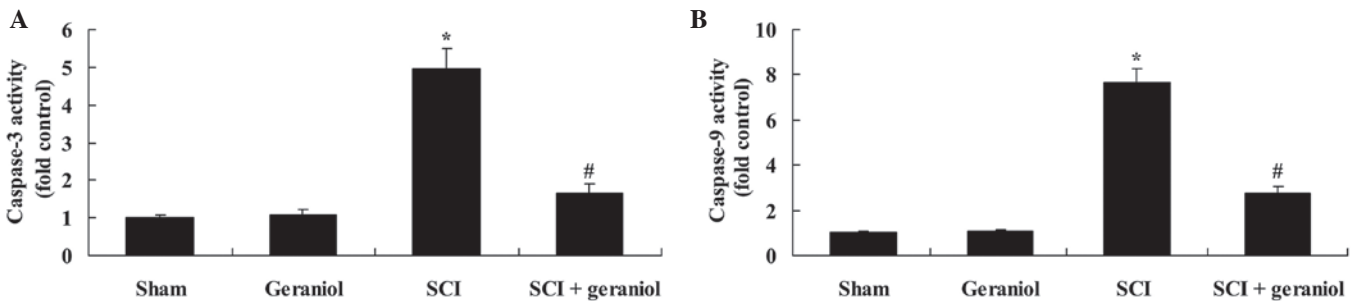 A
Caspase-3 activity
(fold control)
6
5
4
3
2
1
0
*
#
Sham Geraniol SCI SCI + geraniol
B
Caspase-9 activity
(fold control)
10
8
6
4
2
0
*
#
Sham Geraniol SCI SCI + geraniol